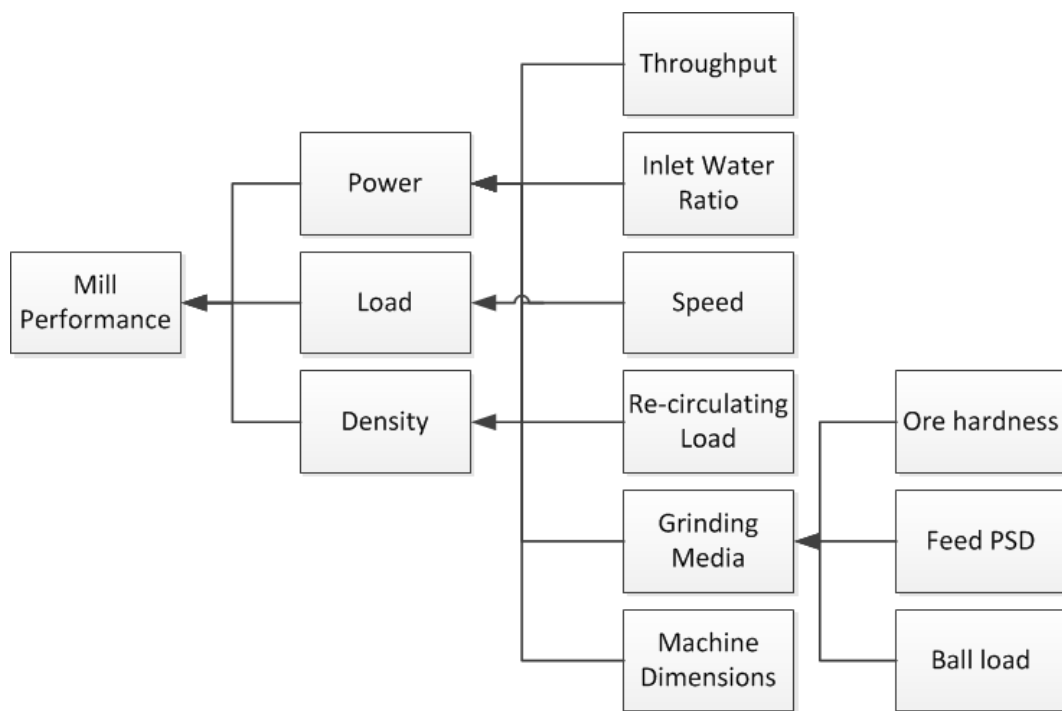 Throughput
Power
Inlet Water
Ratio
Mill
Performance
Load
Speed
Density
Re-circulating
Load
Ore hardness
Grinding
Media
Feed PSD
Machine
Dimensions
Ball load